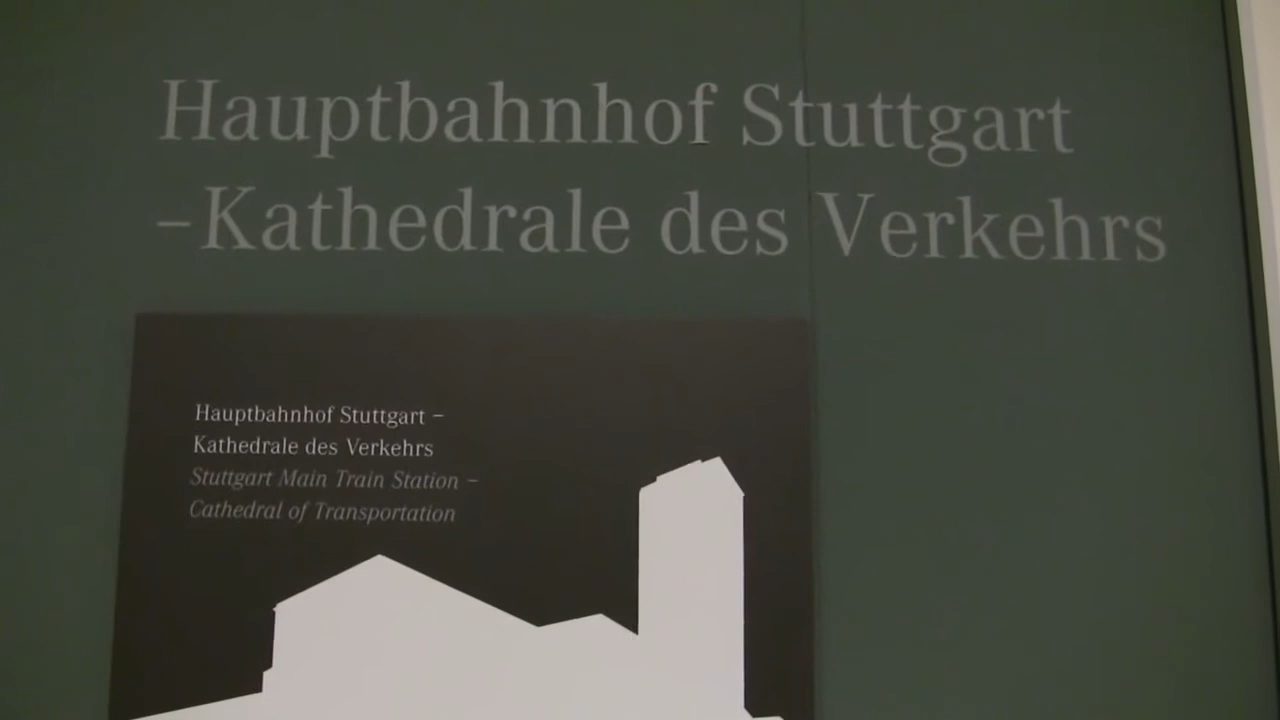 Hauptbahnhof Stuttgart
–Kathedrale des Verkehrs
Hauptbahnhof Stuttgart –
Kathedrale des Verkehrs
Stuttgart Main Train Station –
Cathedral of Transportation